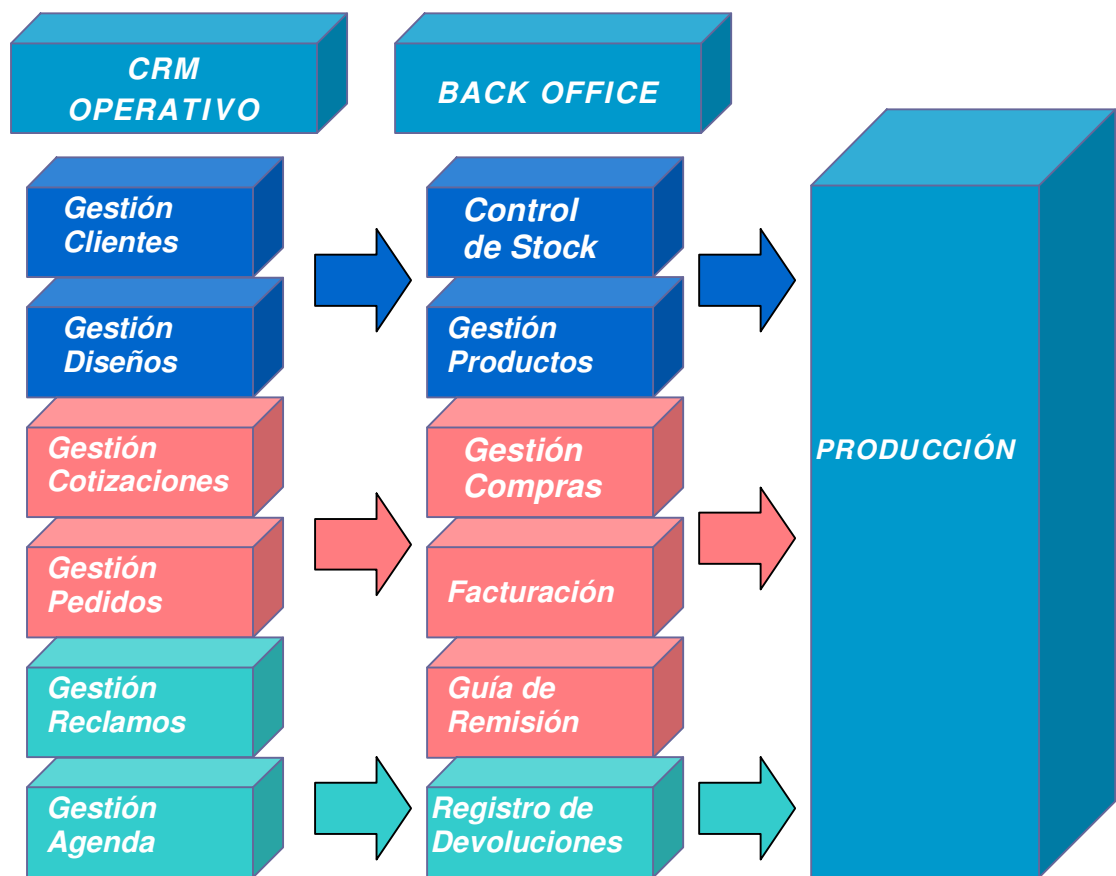 CRM
OPERATIVO
BACK OFFICE
Gestión
Clientes
Gestión
Diseños
Gestión
Cotizaciones
Gestión
Pedidos
Gestión
Reclamos
Gestión
Agenda
Control
de Stock
Gestión
Productos
Gestión
Compras
Facturación
Guía de
Remisión
Registro de
Devoluciones
PRODUCCIÓN